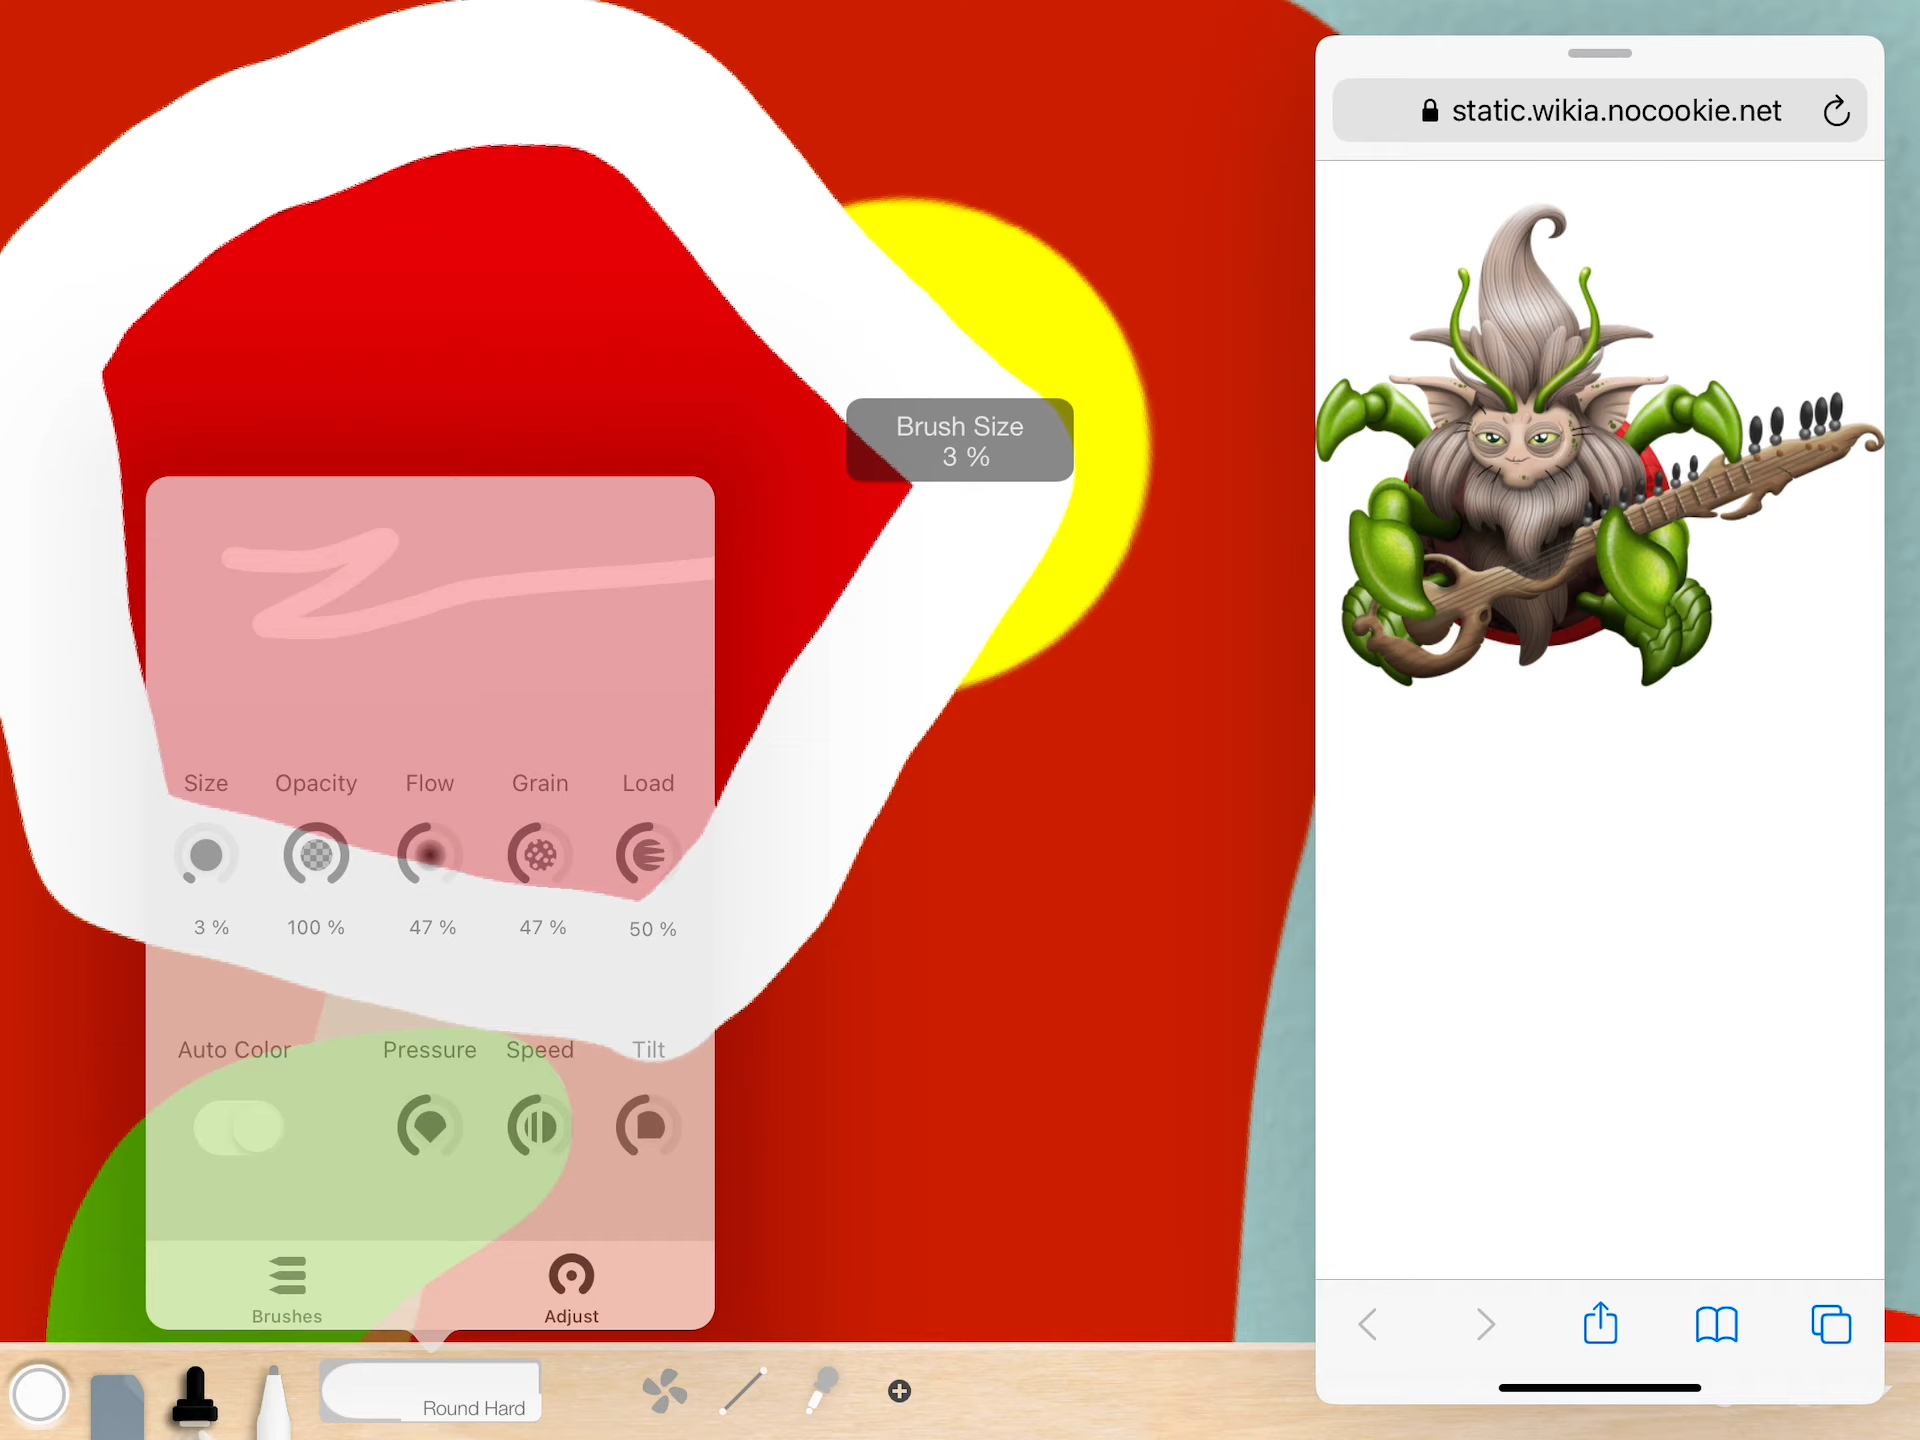 static.wikia.nocookie.net
Brush Size
3 %
Size Opacity Flow Grain Load
3 % 100 % 47 % 47 % 50 %
Auto Color Pressure Speed Tilt
Brushes Adjust
Round Hard